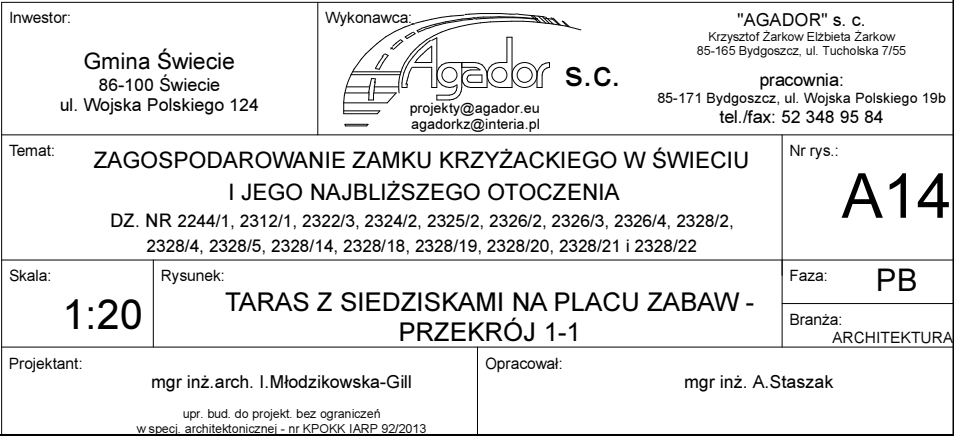 Inwestor:
Gmina Świecie
86-100 Świecie
ul. Wojska Polskiego 124
Wykonawca:
Agador s.c.
projekty@agador.eu
agadorkz@interia.pl
"AGADOR" s. c.
Krzysztof Żarkow Elżbieta Żarkow
85-165 Bydgoszcz, ul. Tucholska 7/55
pracownia:
85-171 Bydgoszcz, ul. Wojska Polskiego 19b
tel./fax: 52 348 95 84
Temat:
ZAGOSPODAROWANIE ZAMKU KRZYŻACKIEGO W ŚWIECIU
I JEGO NAJBLIŻSZEGO OTOCZENIA
DZ. NR 2244/1, 2312/1, 2322/3, 2324/2, 2325/2, 2326/2, 2326/3, 2326/4, 2328/2,
2328/4, 2328/5, 2328/14, 2328/18, 2328/19, 2328/20, 2328/21 i 2328/22
Nr rys.:
A14
Skala:
1:20
Rysunek:
TARAS Z SIEDZISKAMI NA PLACU ZABAW -
PRZEKRÓJ 1-1
Faza:
PB
Branża:
ARCHITEKTURA
Projektant:
mgr inż.arch. I.Młodzikowska-Gill
upr. bud. do projekt. bez ograniczeń
w specj. architektonicznej - nr KPOKK IARP 92/2013
Opracował:
mgr inż. A.Staszak